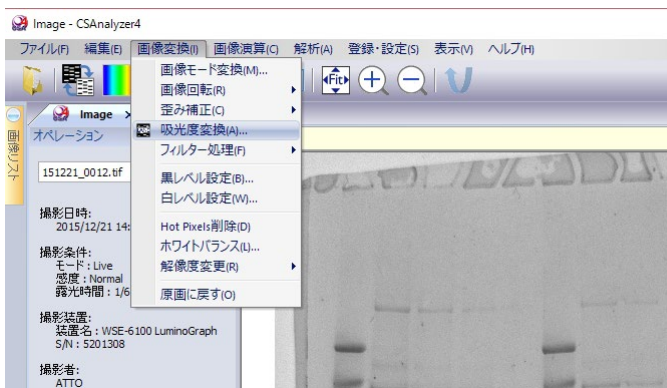 Image - CSAnalyzer4
ファイル(F) 編集(E) 画像変換(I) 画像演算(C) 解析(A) 登録・設定(S) 表示(V) ヘルプ(H)
Fit
Image
画像リスト
オペレーション
151221_0012.tif
撮影日時:
2015/12/21 14:
撮影条件:
モード : Live
感度 : Normal
露光時間 : 1/6
撮影装置:
装置名 : WSE-6100 LuminoGraph
S/N : 5201308
撮影者:
ATTO
画像モード変換(M)...
画像回転(R)
歪み補正(C)
吸光度変換(A)...
フィルター処理(F)
黒レベル設定(B)...
白レベル設定(W)...
Hot Pixels削除(D)
ホワイトバランス(L)...
解像度変更(R)
原画に戻す(O)